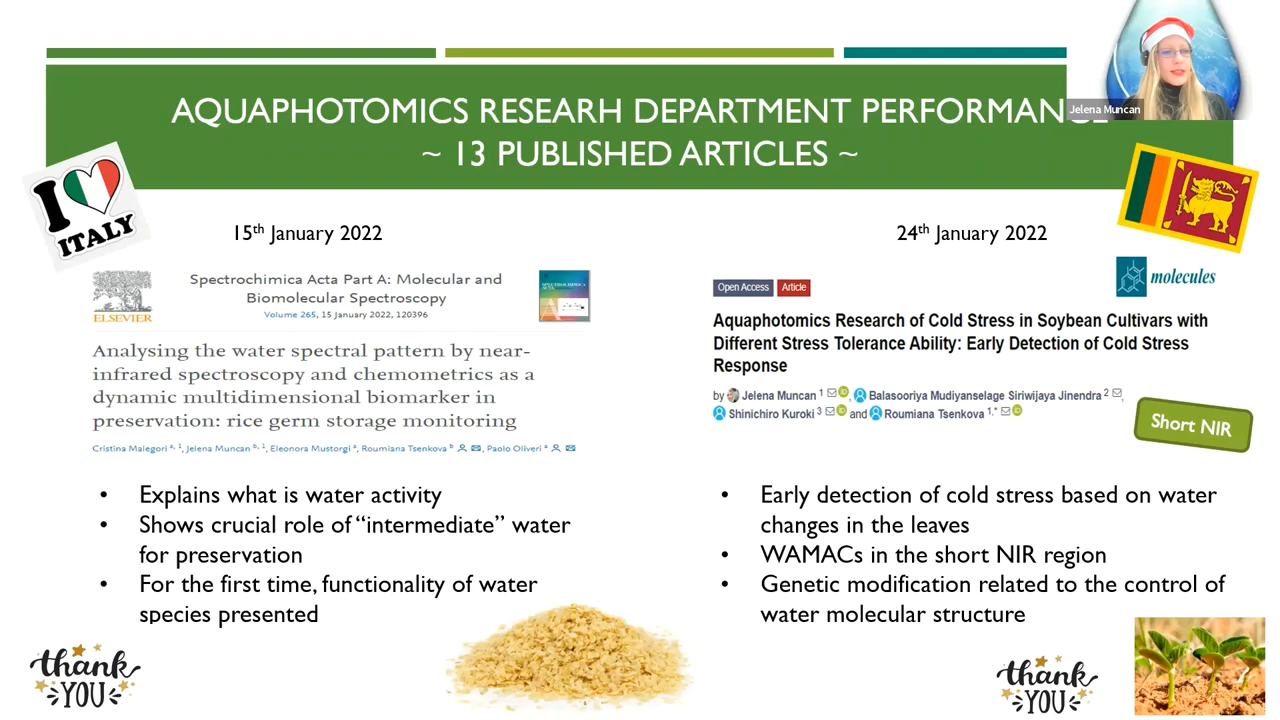 Jelena Muncan
AQUAPHOTOMICS RESEARH DEPARTMENT PERFORMANCE
~ 13 PUBLISHED ARTICLES ~
I
ITALY
15th January 2022
ELSEVIER
Spectrochimica Acta Part A: Molecular and
Biomolecular Spectroscopy
Volume 265, 15 January 2022, 120396
Analysing the water spectral pattern by near-
infrared spectroscopy and chemometrics as a
dynamic multidimensional biomarker in
preservation: rice germ storage monitoring
Cristina Malegori a, 1, Jelena Muncan b, 1, Eleonora Mustorgi a, Roumiana Tsenkova b, Paolo Oliveri a
• Explains what is water activity
• Shows crucial role of “intermediate” water
for preservation
• For the first time, functionality of water
species presented
thank
YOU
24th January 2022
molecules
Open Access Article
Aquaphotomics Research of Cold Stress in Soybean Cultivars with
Different Stress Tolerance Ability: Early Detection of Cold Stress
Response
by Jelena Muncan 1, Balasooriya Mudiyanselage Siriwijaya Jinendra 2,
Shinichiro Kuroki 3 and Roumiana Tsenkova 1,*
Short NIR
• Early detection of cold stress based on water
changes in the leaves
• WAMACs in the short NIR region
• Genetic modification related to the control of
water molecular structure
thank
YOU